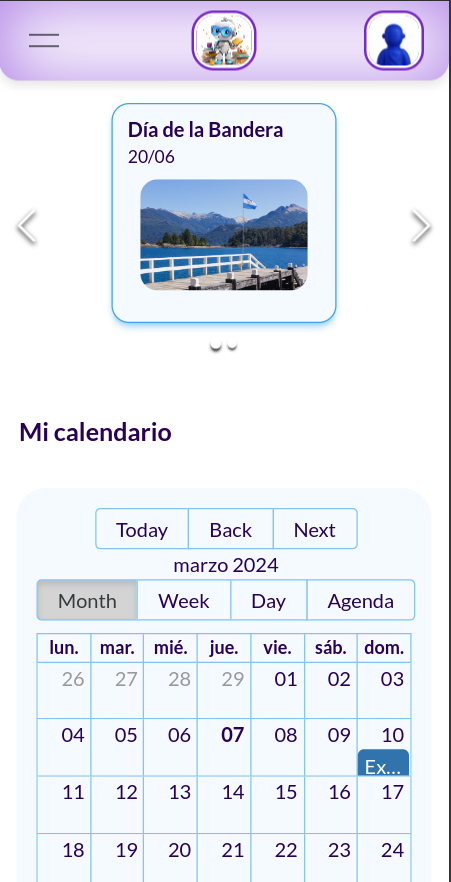 Día de la Bandera
20/06
Mi calendario
Today Back Next
marzo 2024
Month Week Day Agenda
lun. mar. mié. jue. vie. sáb. dom.
26 27 28 29 01 02 03
04 05 06 07 08 09 10
Ex...
11 12 13 14 15 16 17
18 19 20 21 22 23 24